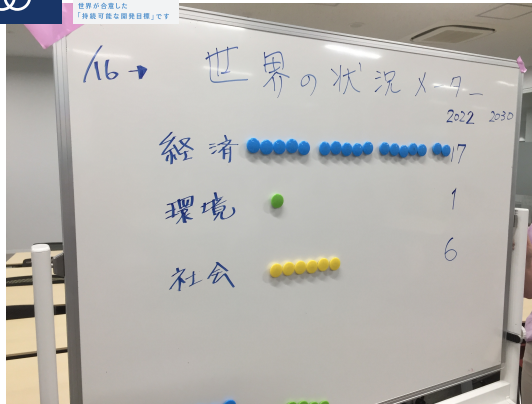 世界が合意した
「持続可能な開発目標」です
/16→ 世界の状況メーター
2022 2030
経済 17
環境 1
社会 6